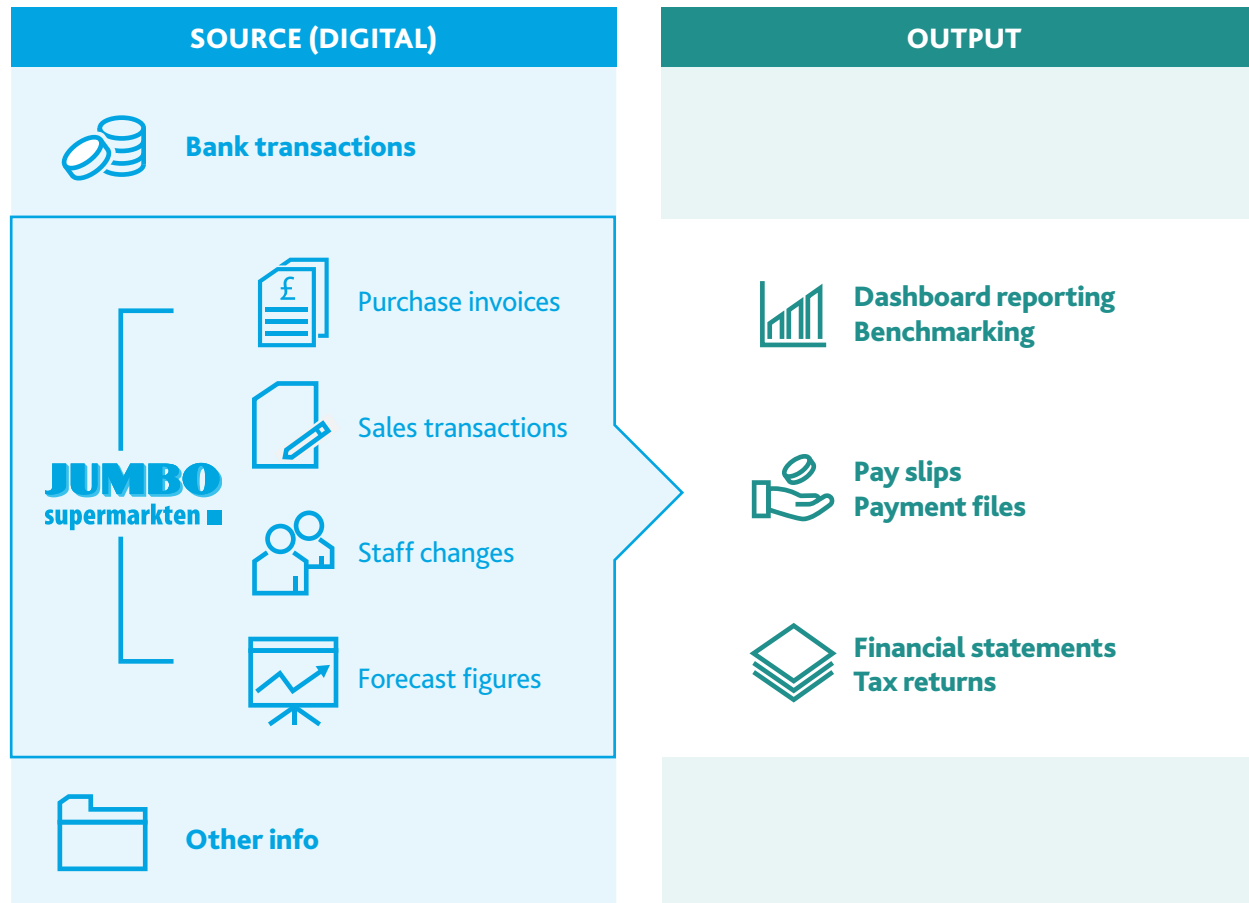 SOURCE (DIGITAL)
Bank transactions
£
Purchase invoices
Sales transactions
JUMBO
supermarkten
Staff changes
Forecast figures
Other info
OUTPUT
Dashboard reporting
Benchmarking
Pay slips
Payment files
Financial statements
Tax returns